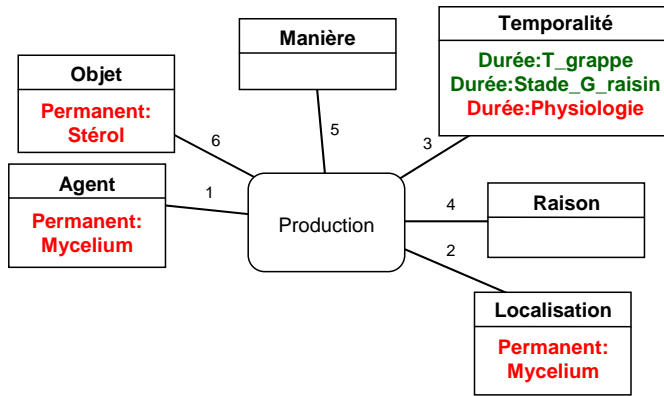 Temporalité
Durée:T_grappe
Durée:Stade_G_raisin
Durée:Physiologie
Manière
Objet
Permanent:
Stérol
6
5
3
Agent
Permanent:
Mycelium
1
Production
4
Raison
2
Localisation
Permanent:
Mycelium